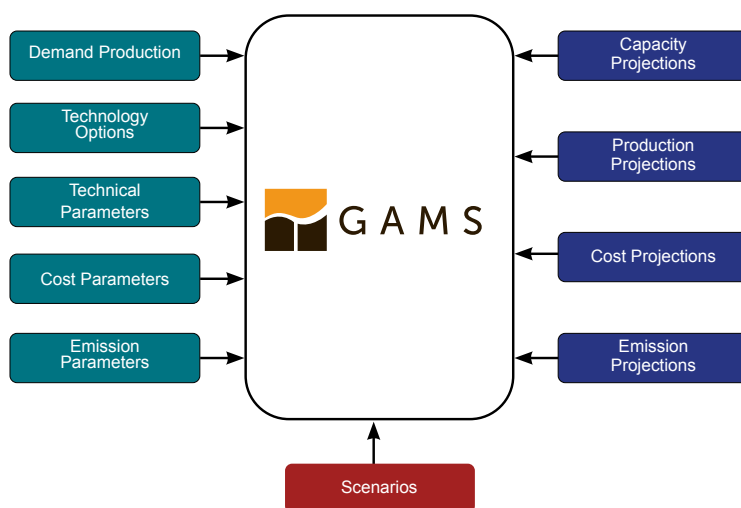 Demand Production
Technology
Options
Technical
Parameters
Cost Parameters
Emission
Parameters
GAMS
Capacity
Projections
Production
Projections
Cost Projections
Emission
Projections
Scenarios